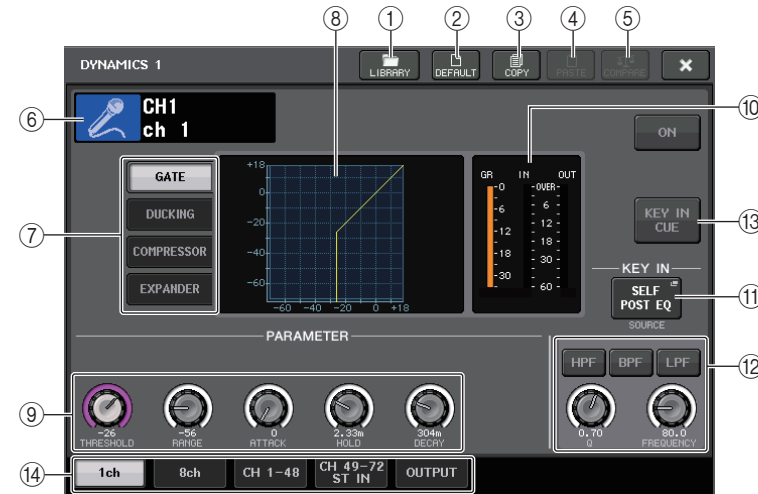 ⑧ ① ② ③ ④ ⑤
DYNAMICS 1
LIBRARY
DEFAULT
COPY
PASTE
COMPARE
×
⑥
CH1
ch 1
⑩
ON
⑦
GATE
DUCKING
COMPRESSOR
EXPANDER
+18
0
-20
-40
-60
-60 -40 -20 0 +18
GR IN OUT
-0 -OVER-
-6 - 6 -
-12 - 12 -
-18 - 18 -
-30 - 30 -
- 60 -
KEY IN
CUE
⑬
KEY IN
SELF
POST EQ
⑪
SOURCE
PARAMETER
HPF BPF LPF
⑫
⑨
-26
THRESHOLD
-56
RANGE
0
ATTACK
2.33m
HOLD
304m
DECAY
0.70
Q
80.0
FREQUENCY
⑭
1ch
8ch
CH 1-48
CH 49-72
ST IN
OUTPUT